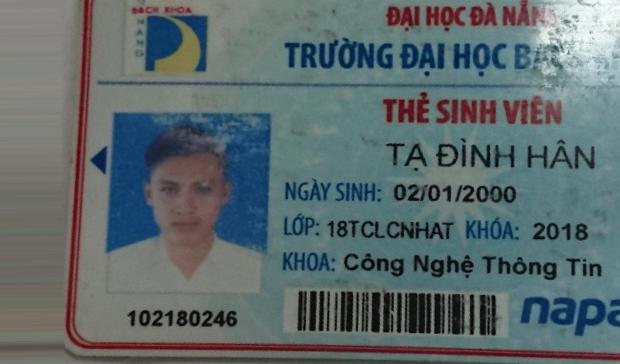 BÁCH KHOA
ĐẠI HỌC ĐÀ NẴNG
TRƯỜNG ĐẠI HỌC
THẺ SINH VIÊN
TẠ ĐÌNH HÂN
NGÀY SINH: 02/01/2000
LỚP: 18TCLCNHAT KHÓA: 2018
KHOA: Công Nghệ Thông Tin
102180246
napa